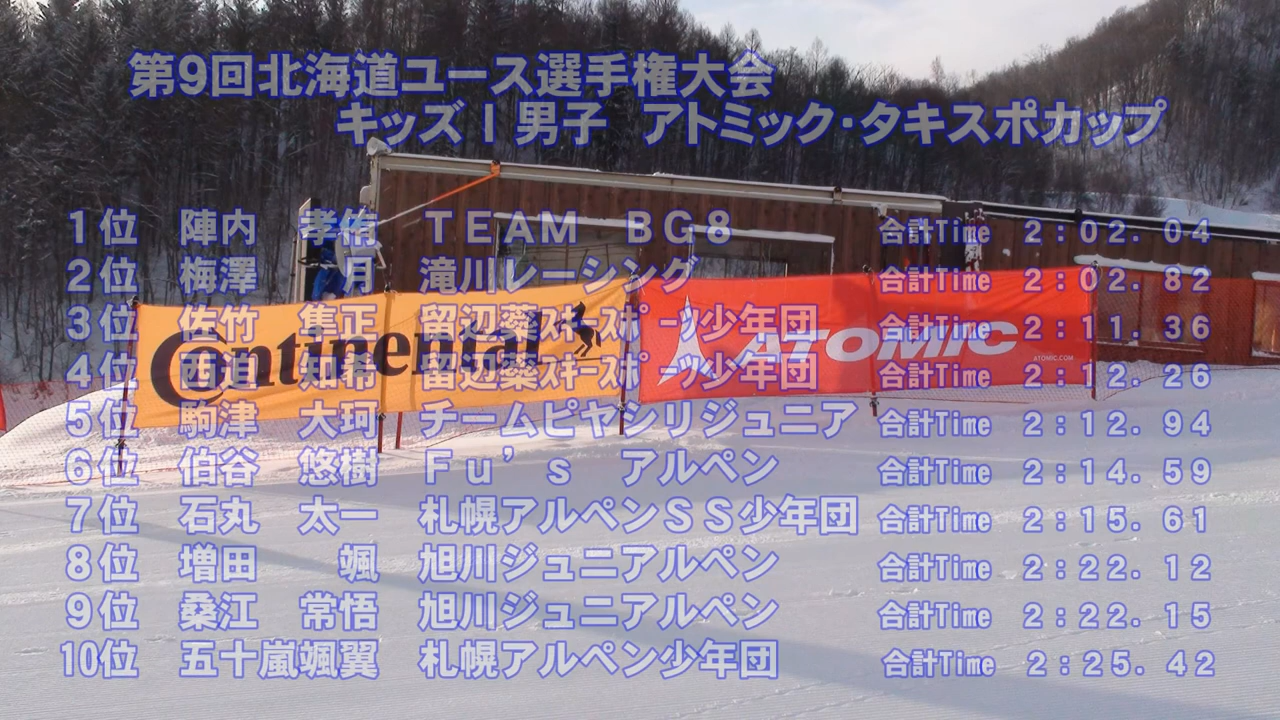 第9回北海道ユース選手権大会
キッズⅠ男子　アトミック・タキスポカップ
1位　陣内　孝侑　ＴＥＡＭ　ＢＧ８　合計Time　2：02．04
2位　梅澤　　月　滝川レーシング　合計Time　2：02．82
3位　佐竹　隼正　留辺蘂ｽｷｰｽﾎﾟｰﾂ少年団　合計Time　2：11．36
4位　西迫　知希　留辺蘂ｽｷｰｽﾎﾟｰﾂ少年団　合計Time　2：12．26
5位　駒津　大珂　チームピヤシリジュニア　合計Time　2：12．94
6位　伯谷　悠樹　Ｆｕ’ｓ　アルペン　合計Time　2：14．59
7位　石丸　太一　札幌アルペンＳＳ少年団　合計Time　2：15．61
8位　増田　　颯　旭川ジュニアルペン　合計Time　2：22．12
9位　桑江　常悟　旭川ジュニアルペン　合計Time　2：22．15
10位　五十嵐颯翼　札幌アルペン少年団　合計Time　2：25．42
Continental
ATOMIC
ATOMIC.COM